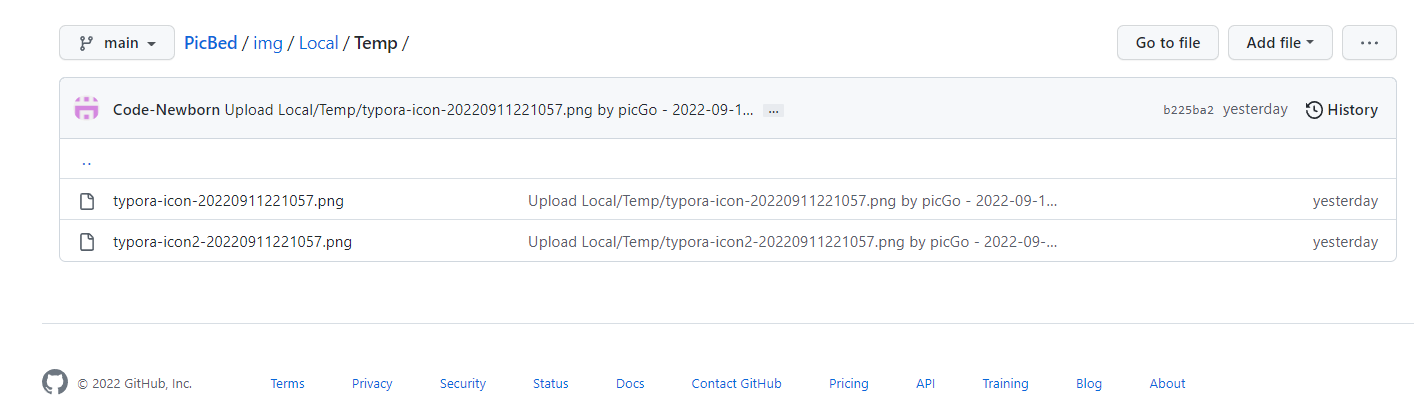 main PicBed / img / Local / Temp / Go to file Add file ...
Code-Newborn Upload Local/Temp/typora-icon-20220911221057.png by picGo - 2022-09-1... ... b225ba2 yesterday History
..
typora-icon-20220911221057.png Upload Local/Temp/typora-icon-20220911221057.png by picGo - 2022-09-1... yesterday
typora-icon2-20220911221057.png Upload Local/Temp/typora-icon2-20220911221057.png by picGo - 2022-09-... yesterday
© 2022 GitHub, Inc. Terms Privacy Security Status Docs Contact GitHub Pricing API Training Blog About